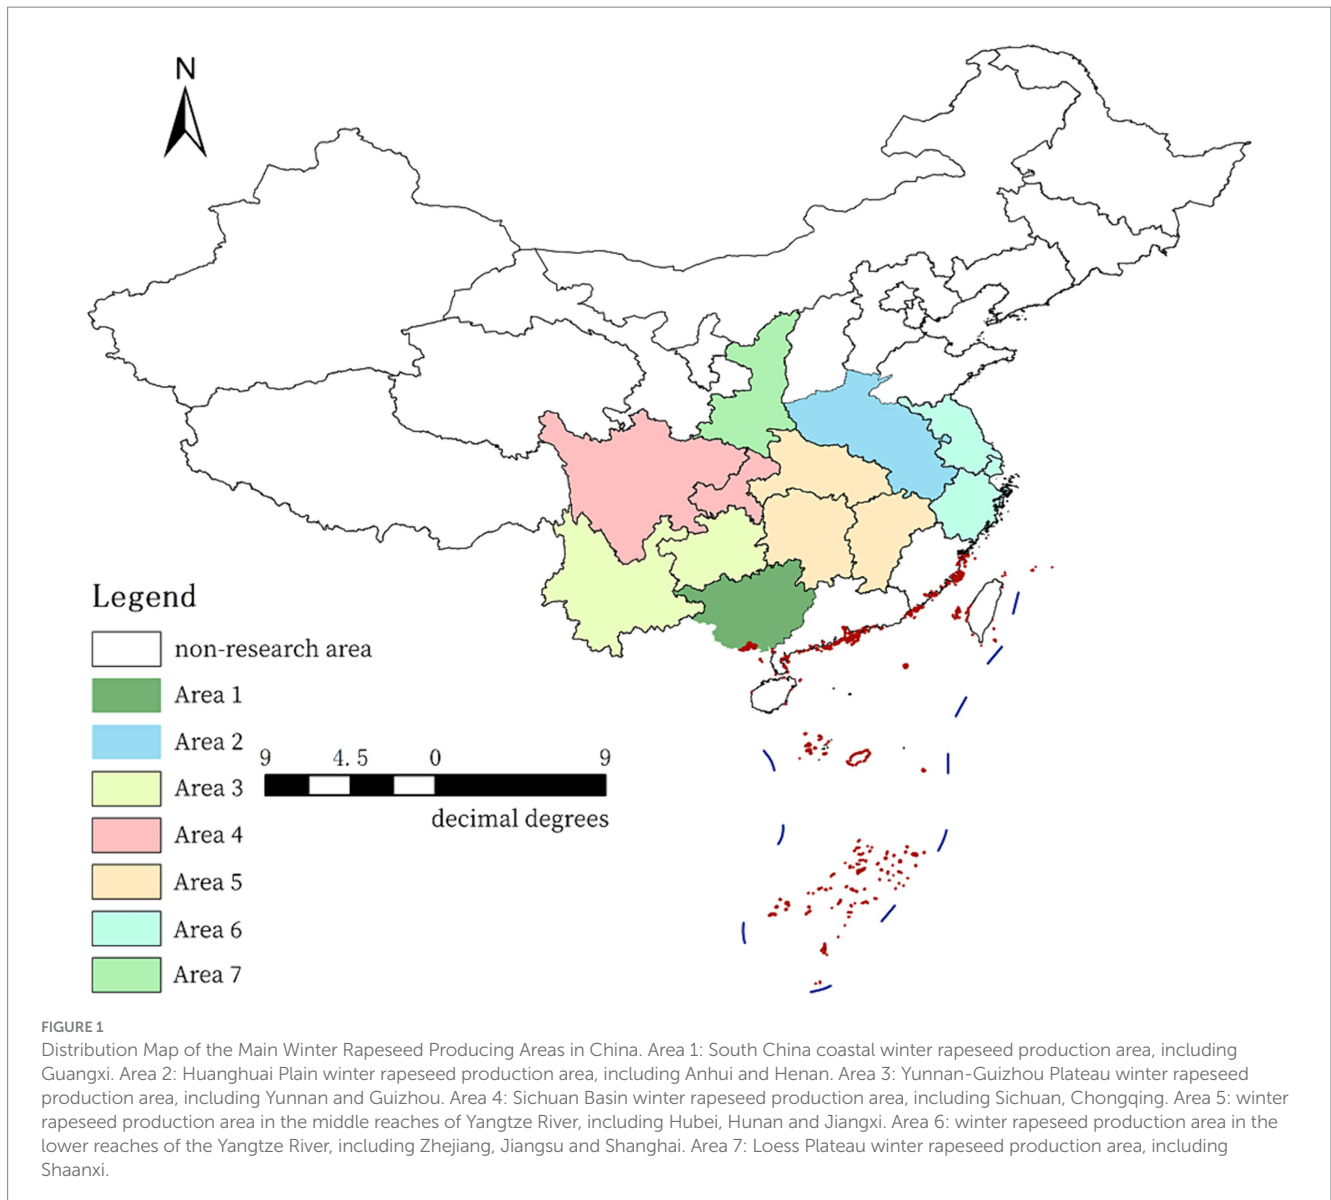 N
Legend
non-research area
Area 1
Area 2
Area 3
Area 4
Area 5
Area 6
Area 7
9 4.5 0 9
decimal degrees
FIGURE 1
Distribution Map of the Main Winter Rapeseed Producing Areas in China. Area 1: South China coastal winter rapeseed production area, including
Guangxi. Area 2: Huanghuai Plain winter rapeseed production area, including Anhui and Henan. Area 3: Yunnan-Guizhou Plateau winter rapeseed
production area, including Yunnan and Guizhou. Area 4: Sichuan Basin winter rapeseed production area, including Sichuan, Chongqing. Area 5: winter
rapeseed production area in the middle reaches of Yangtze River, including Hubei, Hunan and Jiangxi. Area 6: winter rapeseed production area in the
lower reaches of the Yangtze River, including Zhejiang, Jiangsu and Shanghai. Area 7: Loess Plateau winter rapeseed production area, including
Shaanxi.